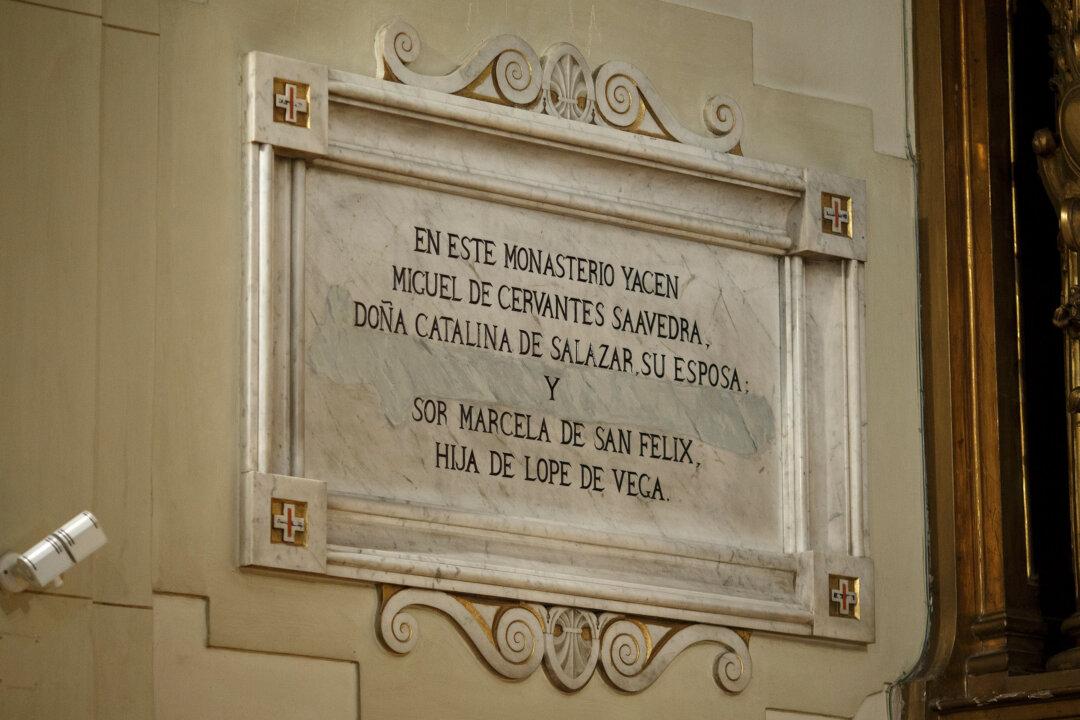 EN ESTE MONASTERIO YACEN
MIGUEL DE CERVANTES SAAVEDRA,
DOÑA CATALINA DE SALAZAR, SU ESPOSA;
Y
SOR MARCELA DE SAN FELIX,
HIJA DE LOPE DE VEGA.